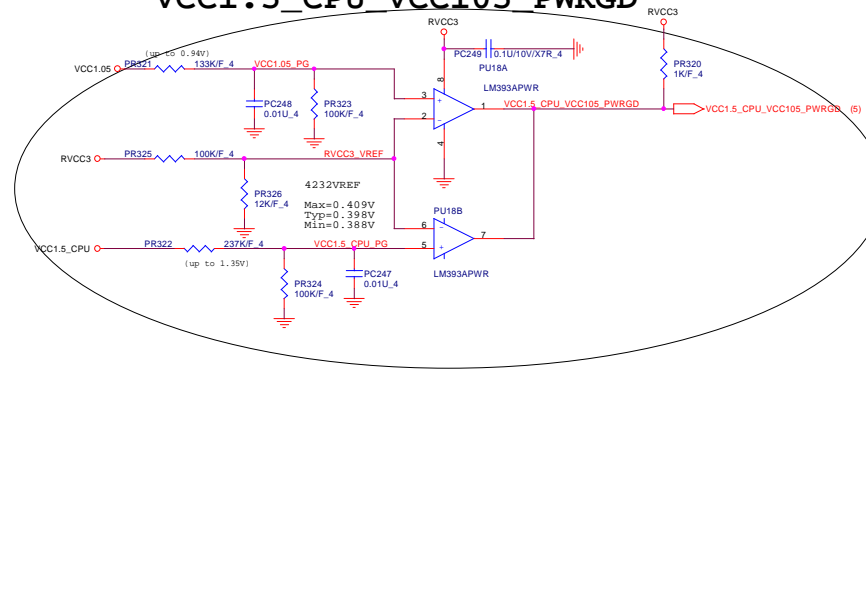 VCC1.5_CPU_VCC105_PWRGD
RVCC3
RVCC3
(up to 0.94V)
VCC1.05
PR321
133K/F_4
VCC1.05_PG
PC248
0.01U_4
PR323
100K/F_4
PC249
0.1U/10V/X7R_4
PU18A
LM393APWR
8
3
+
2
-
1
4
VCC1.5_CPU_VCC105_PWRGD
PR320
1K/F_4
VCC1.5_CPU_VCC105_PWRGD (5)
RVCC3
PR325
100K/F_4
RVCC3_VREF
PR326
12K/F_4
4232VREF
Max=0.409V
Typ=0.398V
Min=0.388V
PU18B
6
-
5
+
7
LM393APWR
VCC1.5_CPU
PR322
237K/F_4
VCC1.5_CPU_PG
(up to 1.35V)
PR324
100K/F_4
PC247
0.01U_4